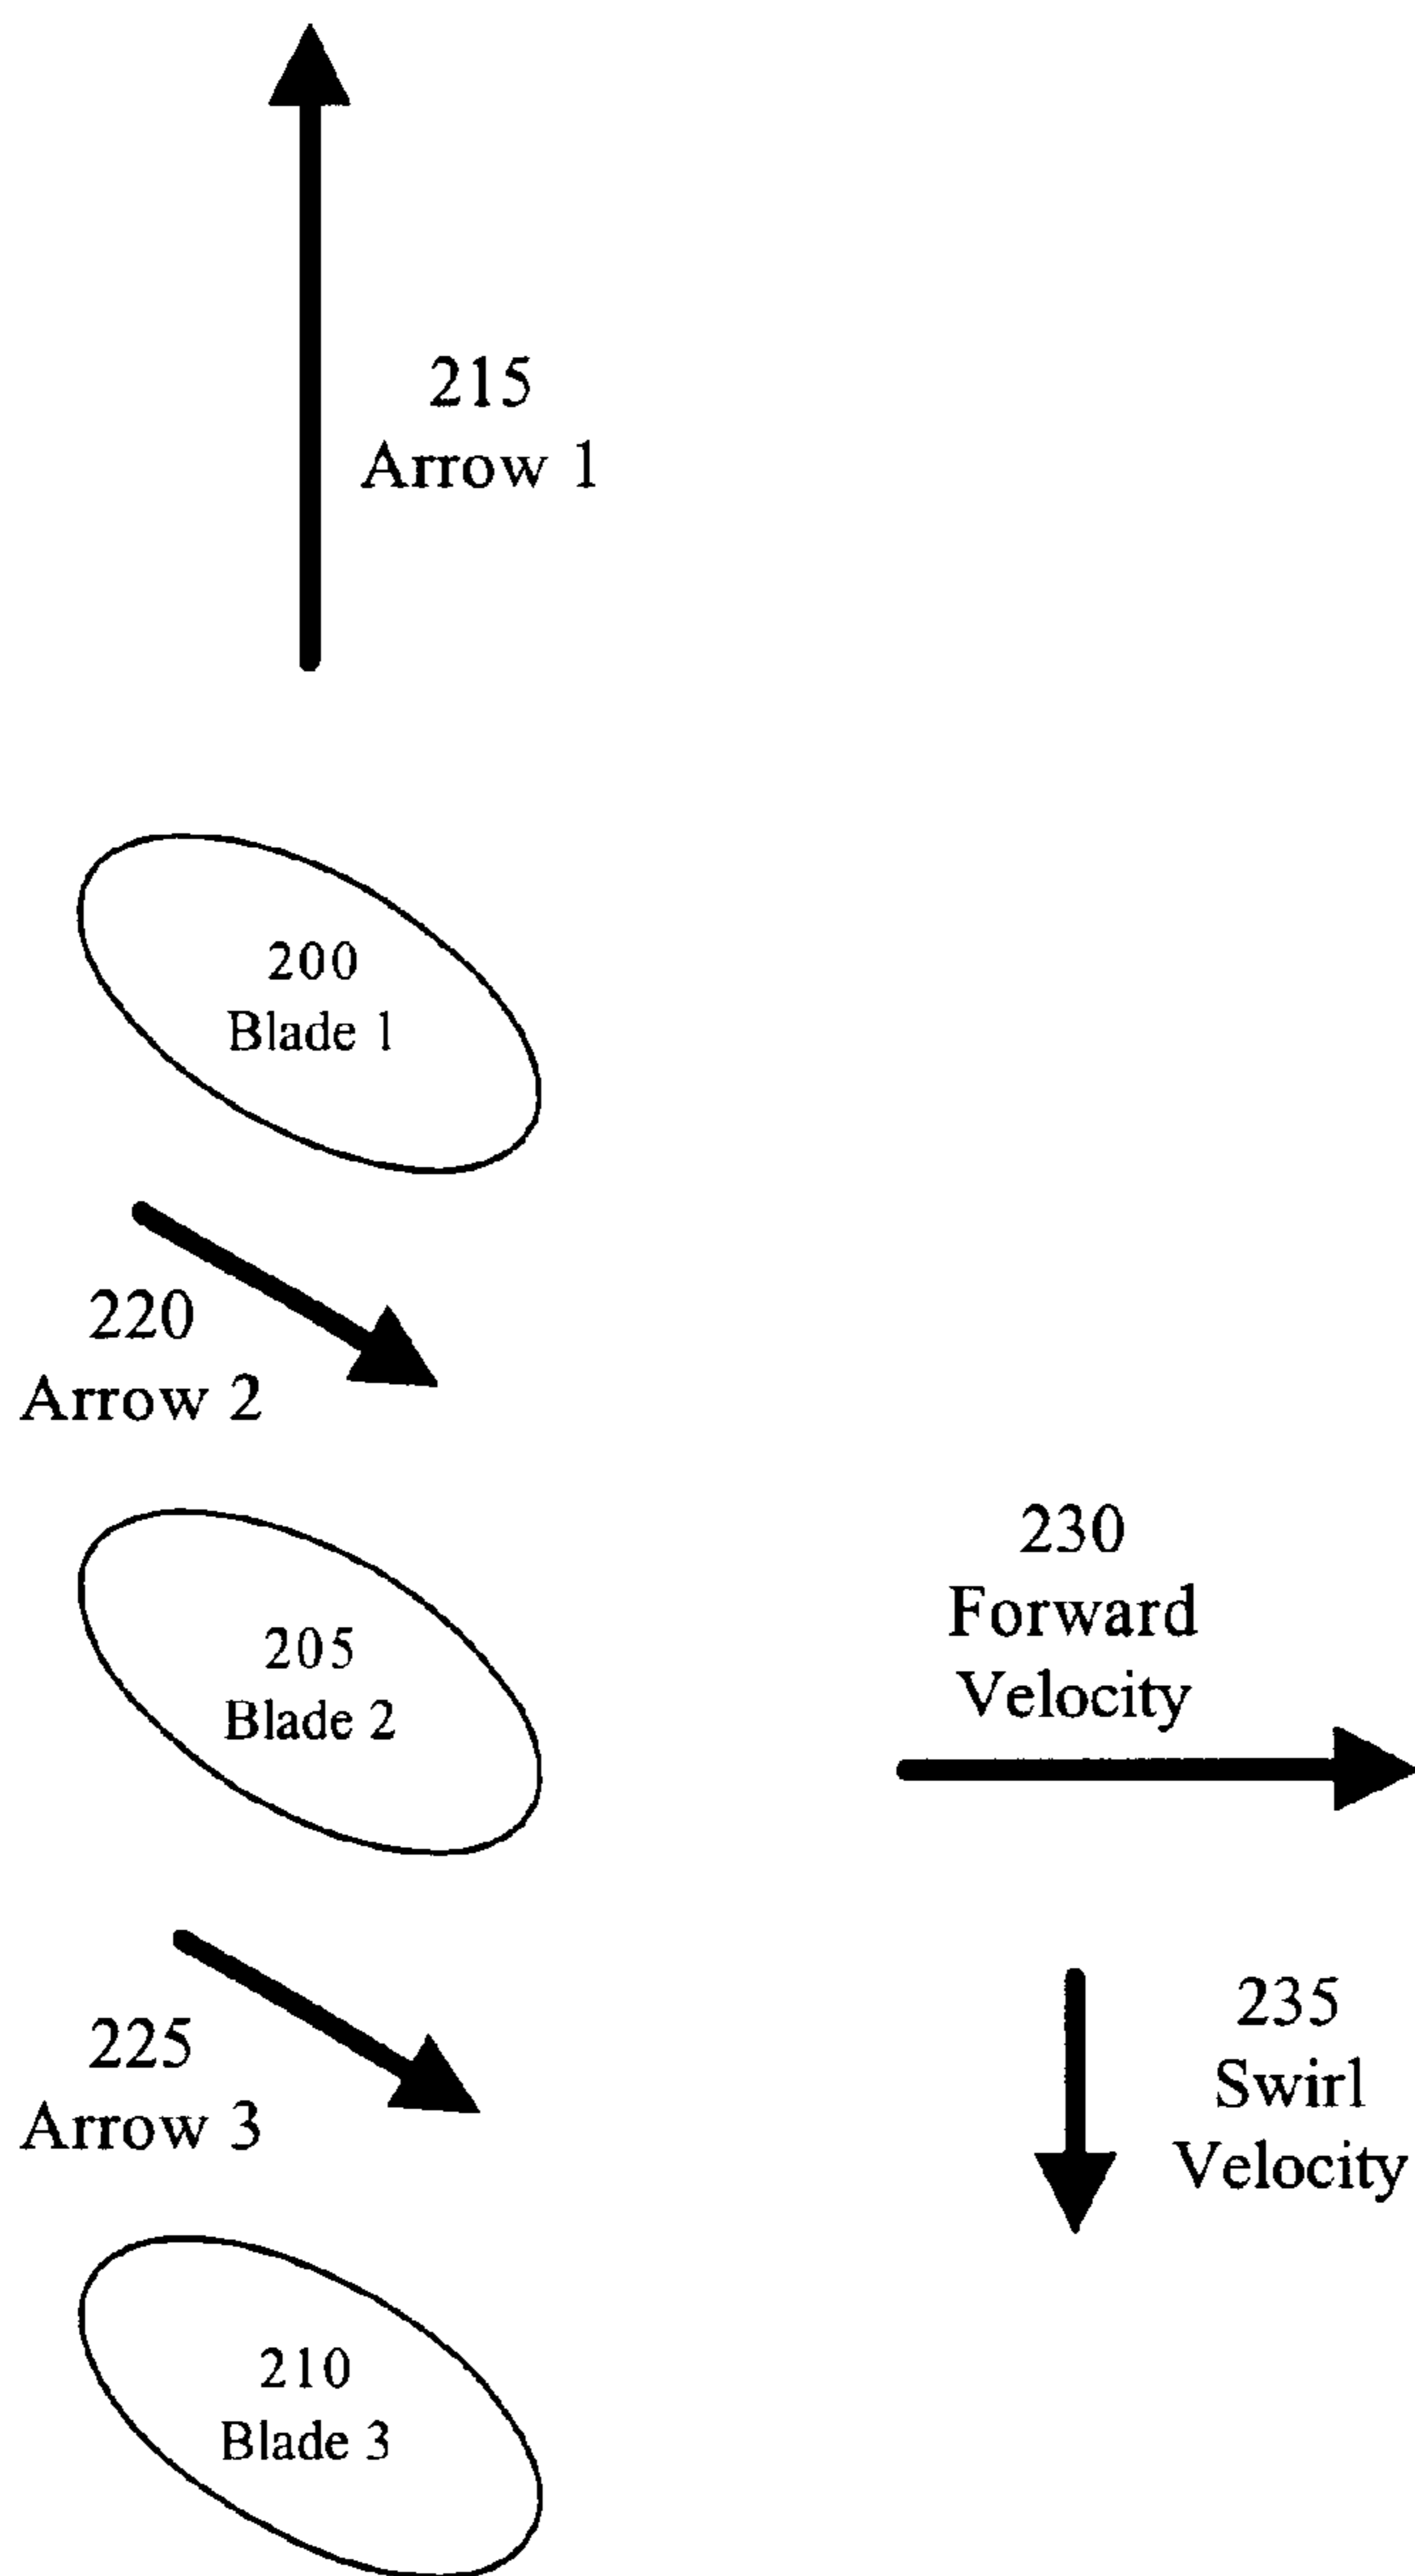 215
Arrow 1
200
Blade 1
220
Arrow 2
205
Blade 2
230
Forward
Velocity
225
Arrow 3
235
Swirl
Velocity
210
Blade 3